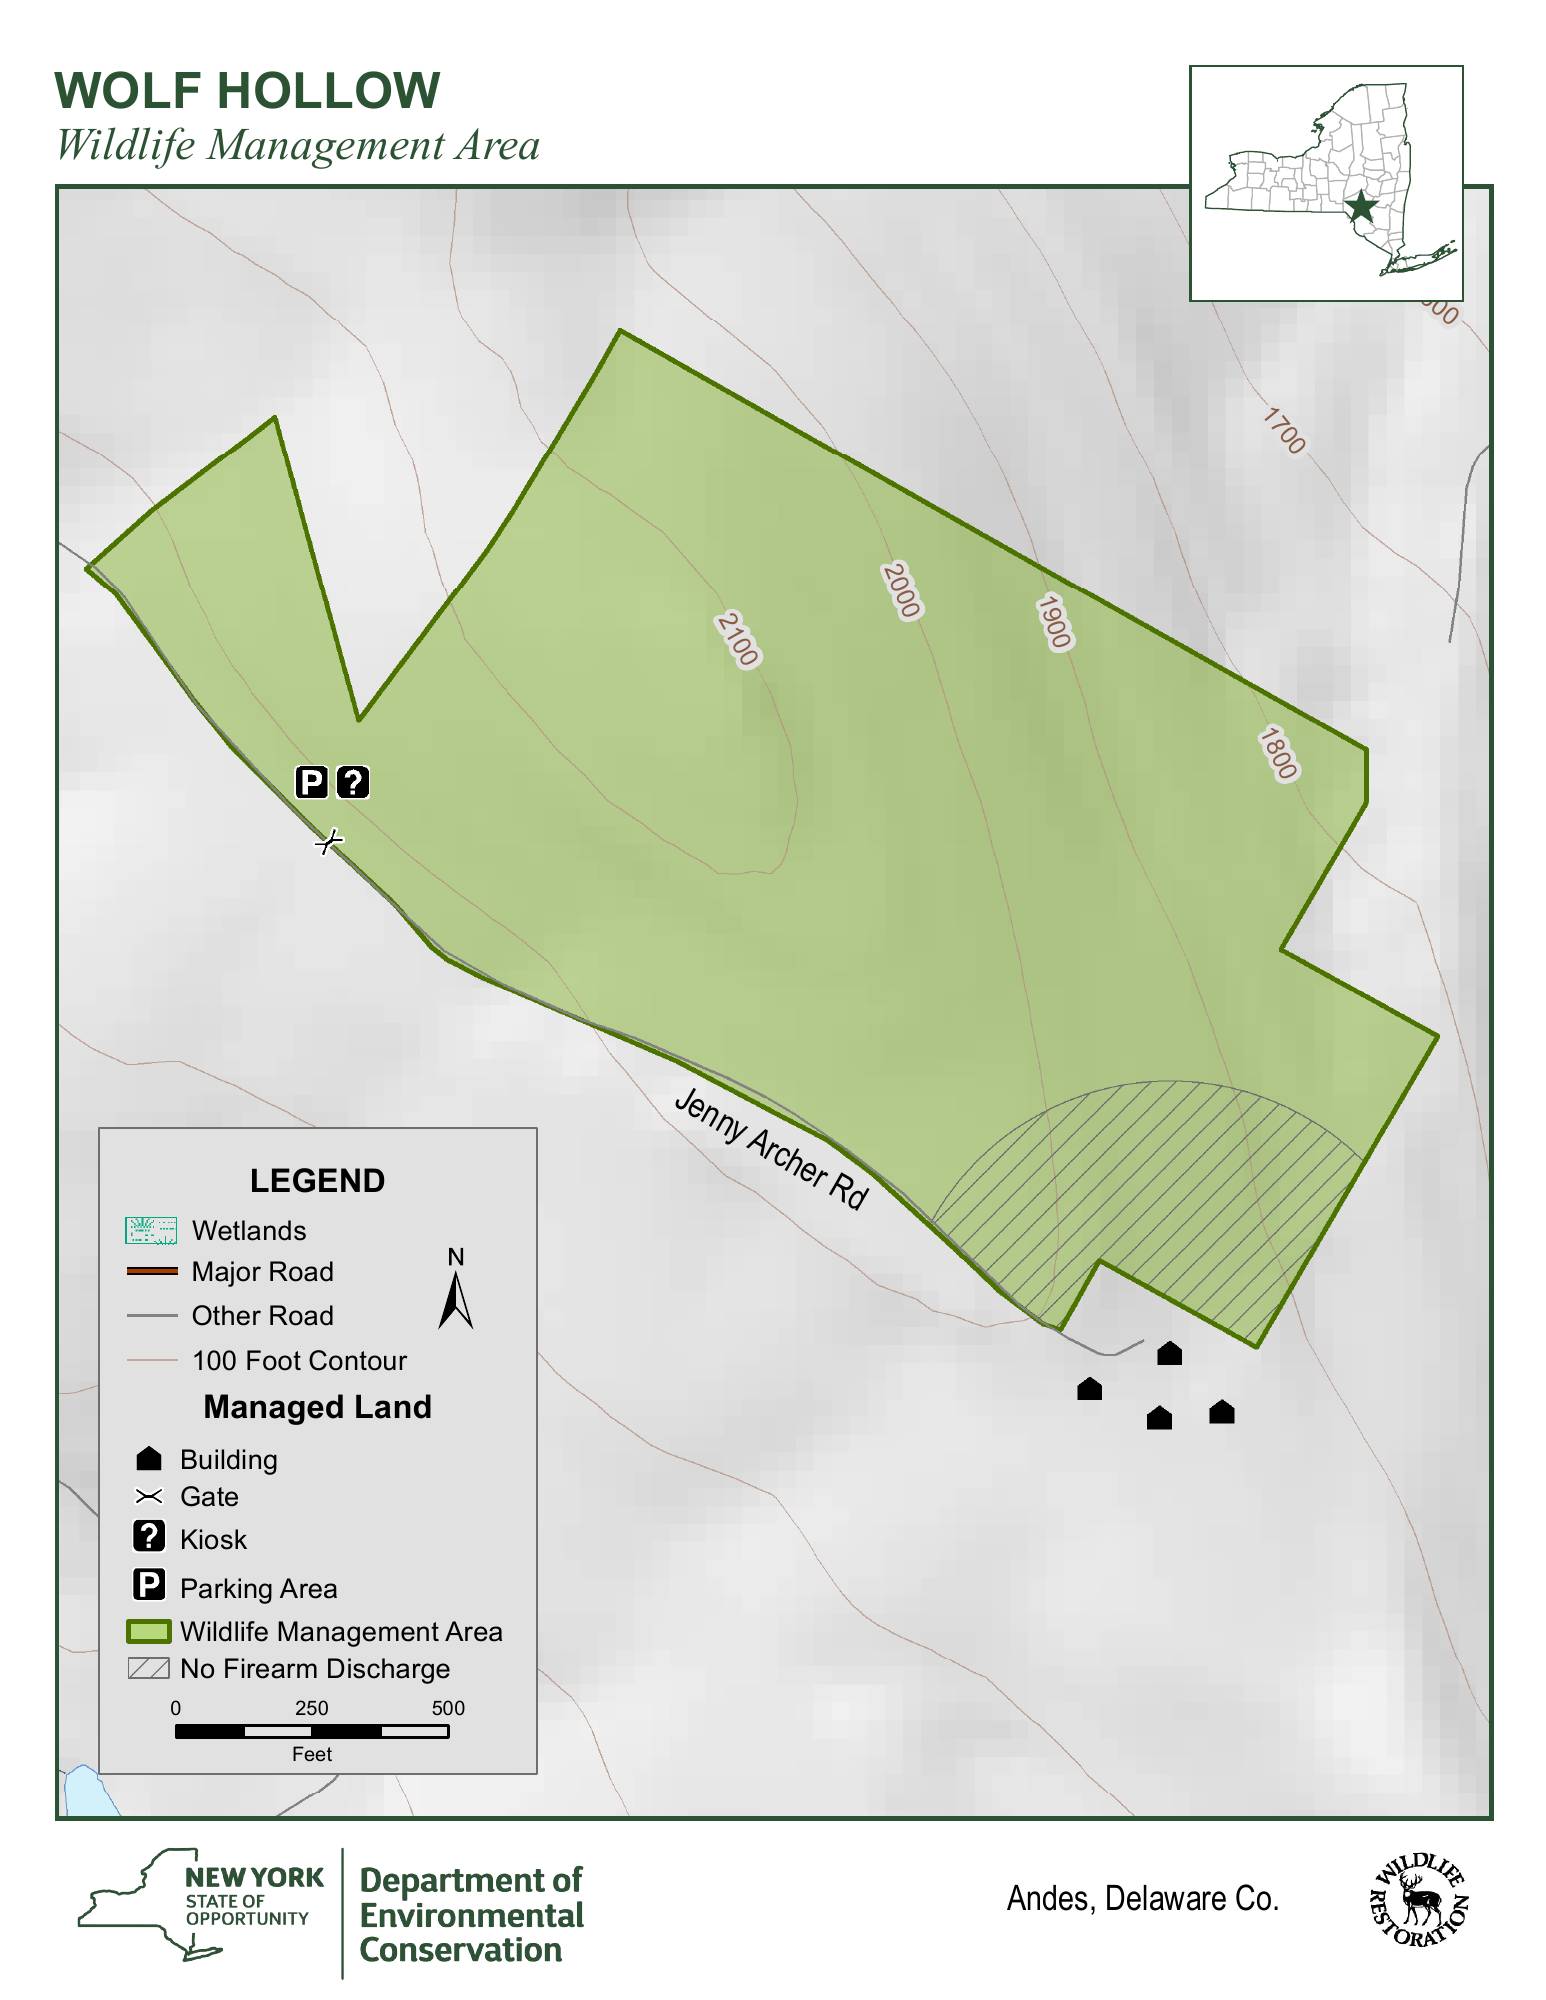 WOLF HOLLOW
Wildlife Management Area
1700
2000
1900
2100
1800
P ?
Jenny Archer Rd
LEGEND
Wetlands
Major Road
N
Other Road
100 Foot Contour
Managed Land
Building
Gate
? Kiosk
P Parking Area
Wildlife Management Area
No Firearm Discharge
0 250 500
Feet
NEW YORK
STATE OF
OPPORTUNITY
Department of
Environmental
Conservation
Andes, Delaware Co.
WILDLIFE
RESTORATION